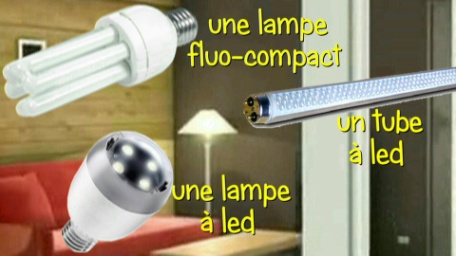 une lampe
fluo-compact
un tube
à led
une lampe
à led